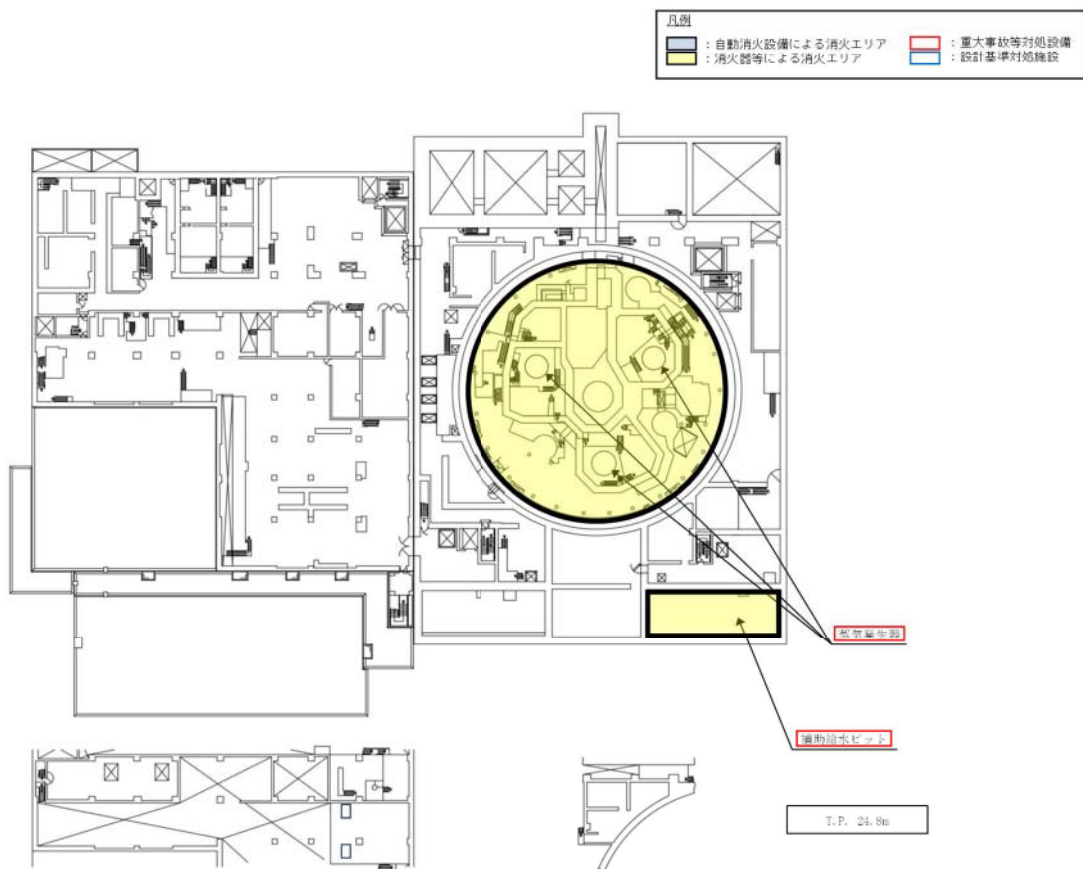 凡例
：自動消火設備による消火エリア
：重大事故等対処設備
：消火器等による消火エリア
：設計基準対処施設
蒸気発生器
補助給水ピット
T.P. 24.8m